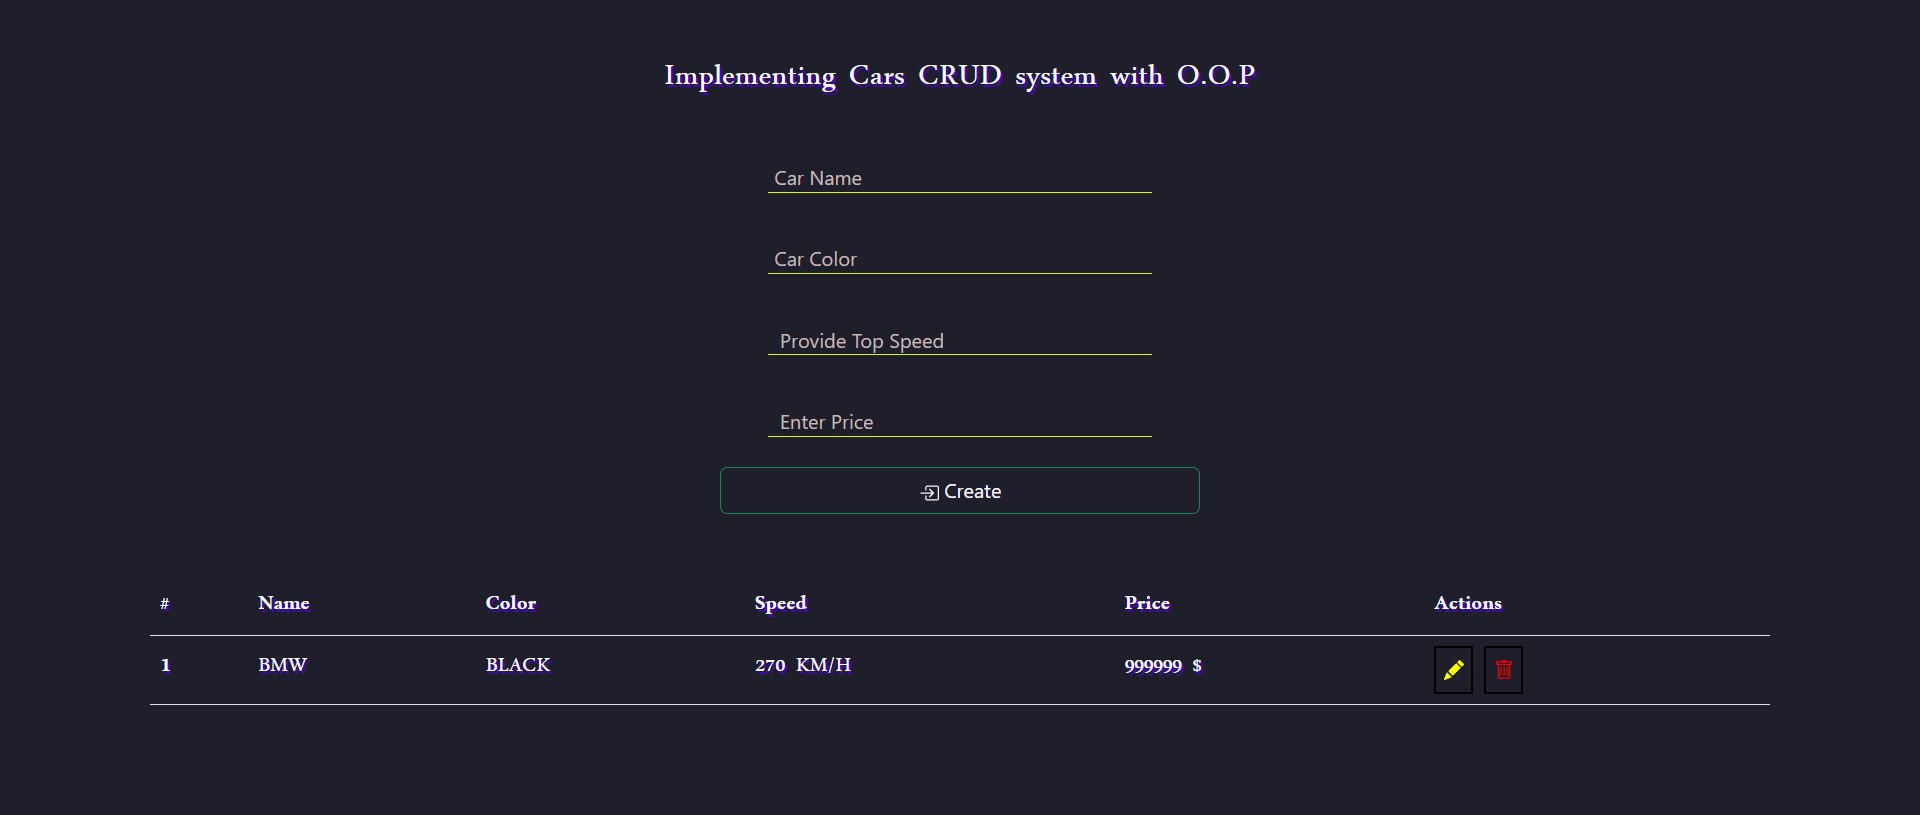 Implementing Cars CRUD system with O.O.P
Car Name
Car Color
Provide Top Speed
Enter Price
Create
# Name Color Speed Price Actions
1 BMW BLACK 270 KM/H 999999 $